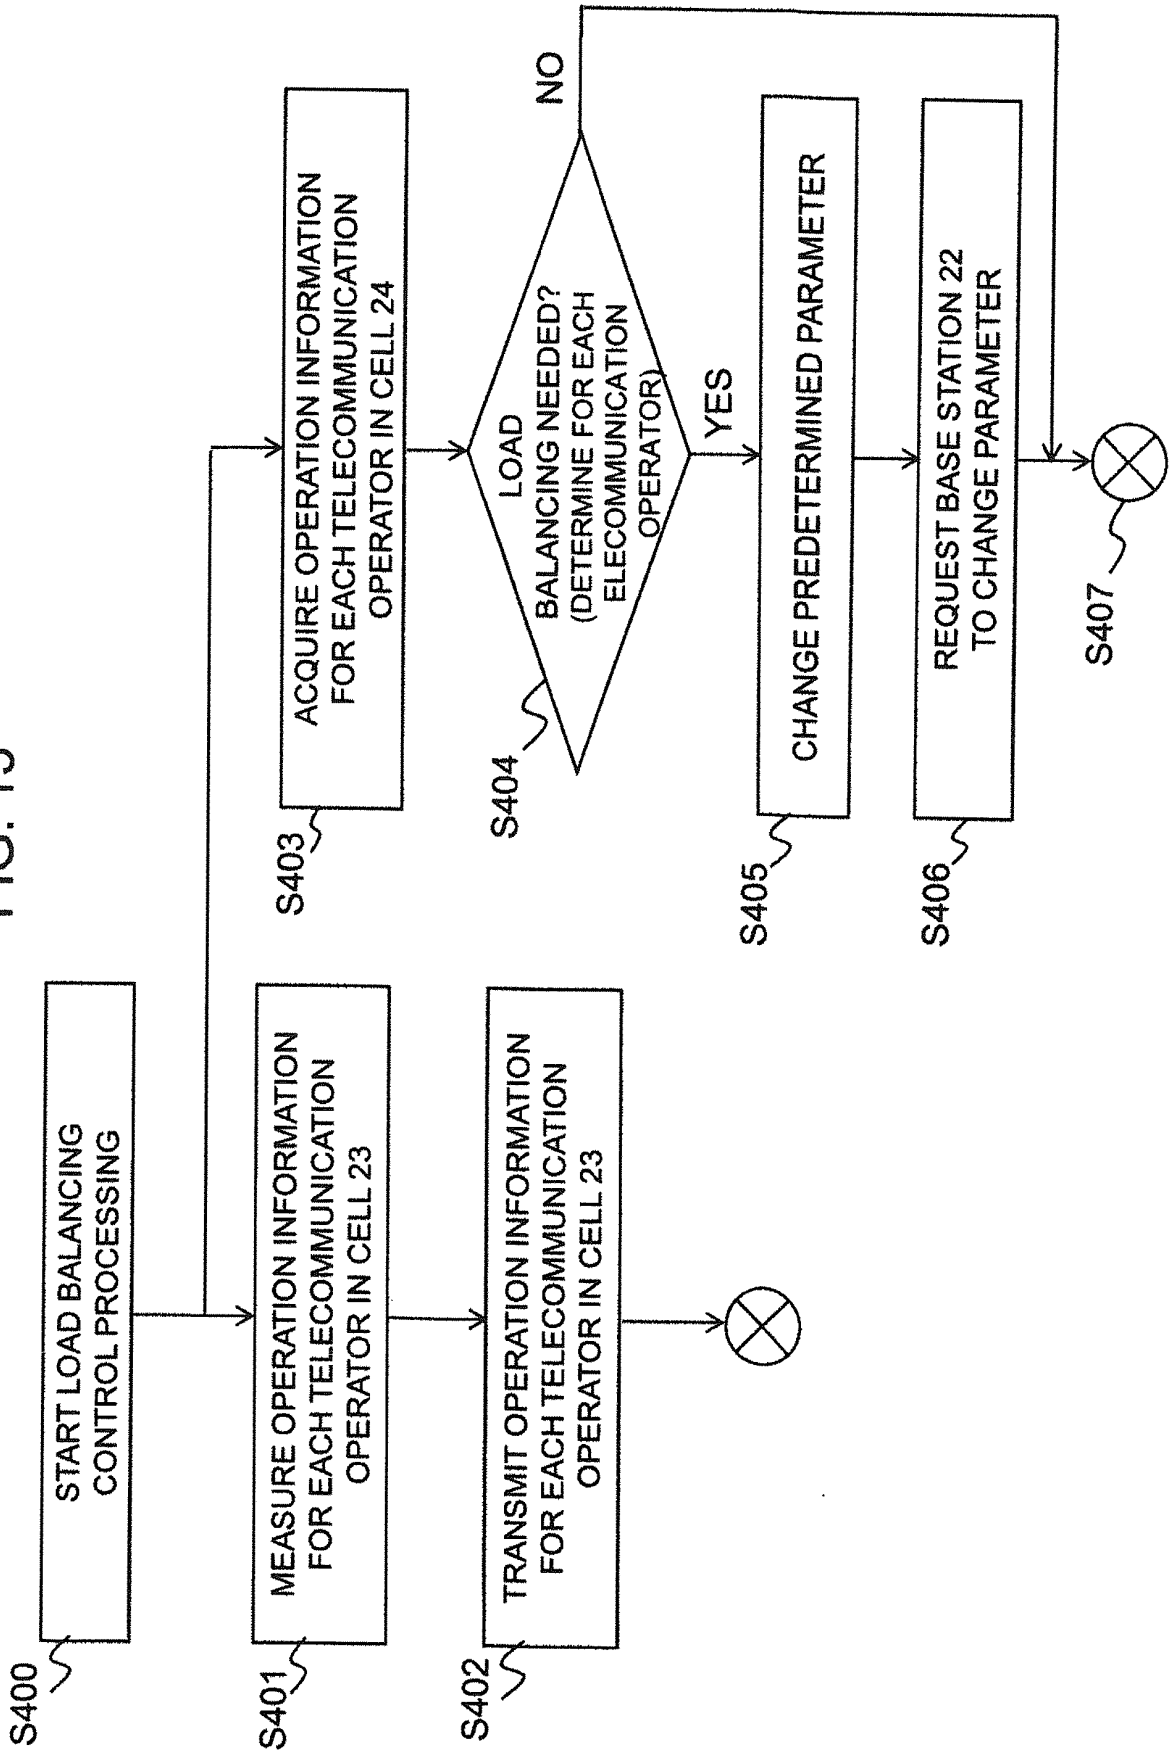 S400
START LOAD BALANCING
CONTROL PROCESSING
S401
MEASURE OPERATION INFORMATION
FOR EACH TELECOMMUNICATION
OPERATOR IN CELL 23
S402
TRANSMIT OPERATION INFORMATION
FOR EACH TELECOMMUNICATION
OPERATOR IN CELL 23
S403
ACQUIRE OPERATION INFORMATION
FOR EACH TELECOMMUNICATION
OPERATOR IN CELL 24
S404
LOAD
BALANCING NEEDED?
(DETERMINE FOR EACH
ELECOMMUNICATION
OPERATOR)
NO
YES
S405
CHANGE PREDETERMINED PARAMETER
S406
REQUEST BASE STATION 22
TO CHANGE PARAMETER
S407